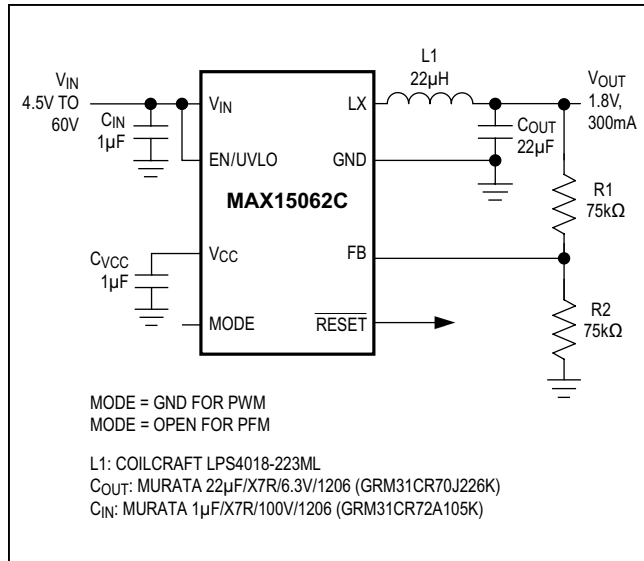 L1
22µH
VIN
4.5V TO
60V
CIN
1µF
VIN
LX
VOUT
1.8V,
300mA
COUT
22µF
EN/UVLO
GND
MAX15062C
R1
75kΩ
CVCC
1µF
VCC
FB
MODE
RESET
R2
75kΩ
MODE = GND FOR PWM
MODE = OPEN FOR PFM
L1: COILCRAFT LPS4018-223ML
COUT: MURATA 22µF/X7R/6.3V/1206 (GRM31CR70J226K)
CIN: MURATA 1µF/X7R/100V/1206 (GRM31CR72A105K)